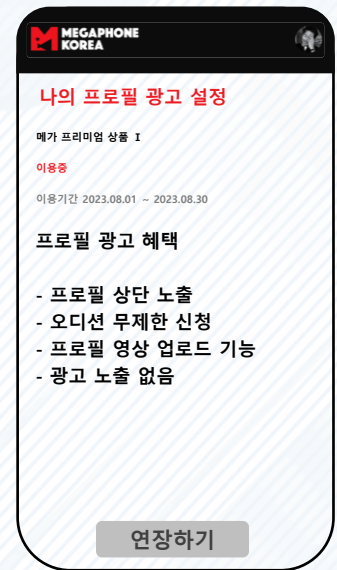 MEGAPHONE
KOREA
나의 프로필 광고 설정
메가 프리미엄 상품 I
이용중
이용기간 2023.08.01 ~ 2023.08.30
프로필 광고 혜택
- 프로필 상단 노출
- 오디션 무제한 신청
- 프로필 영상 업로드 기능
- 광고 노출 없음
연장하기